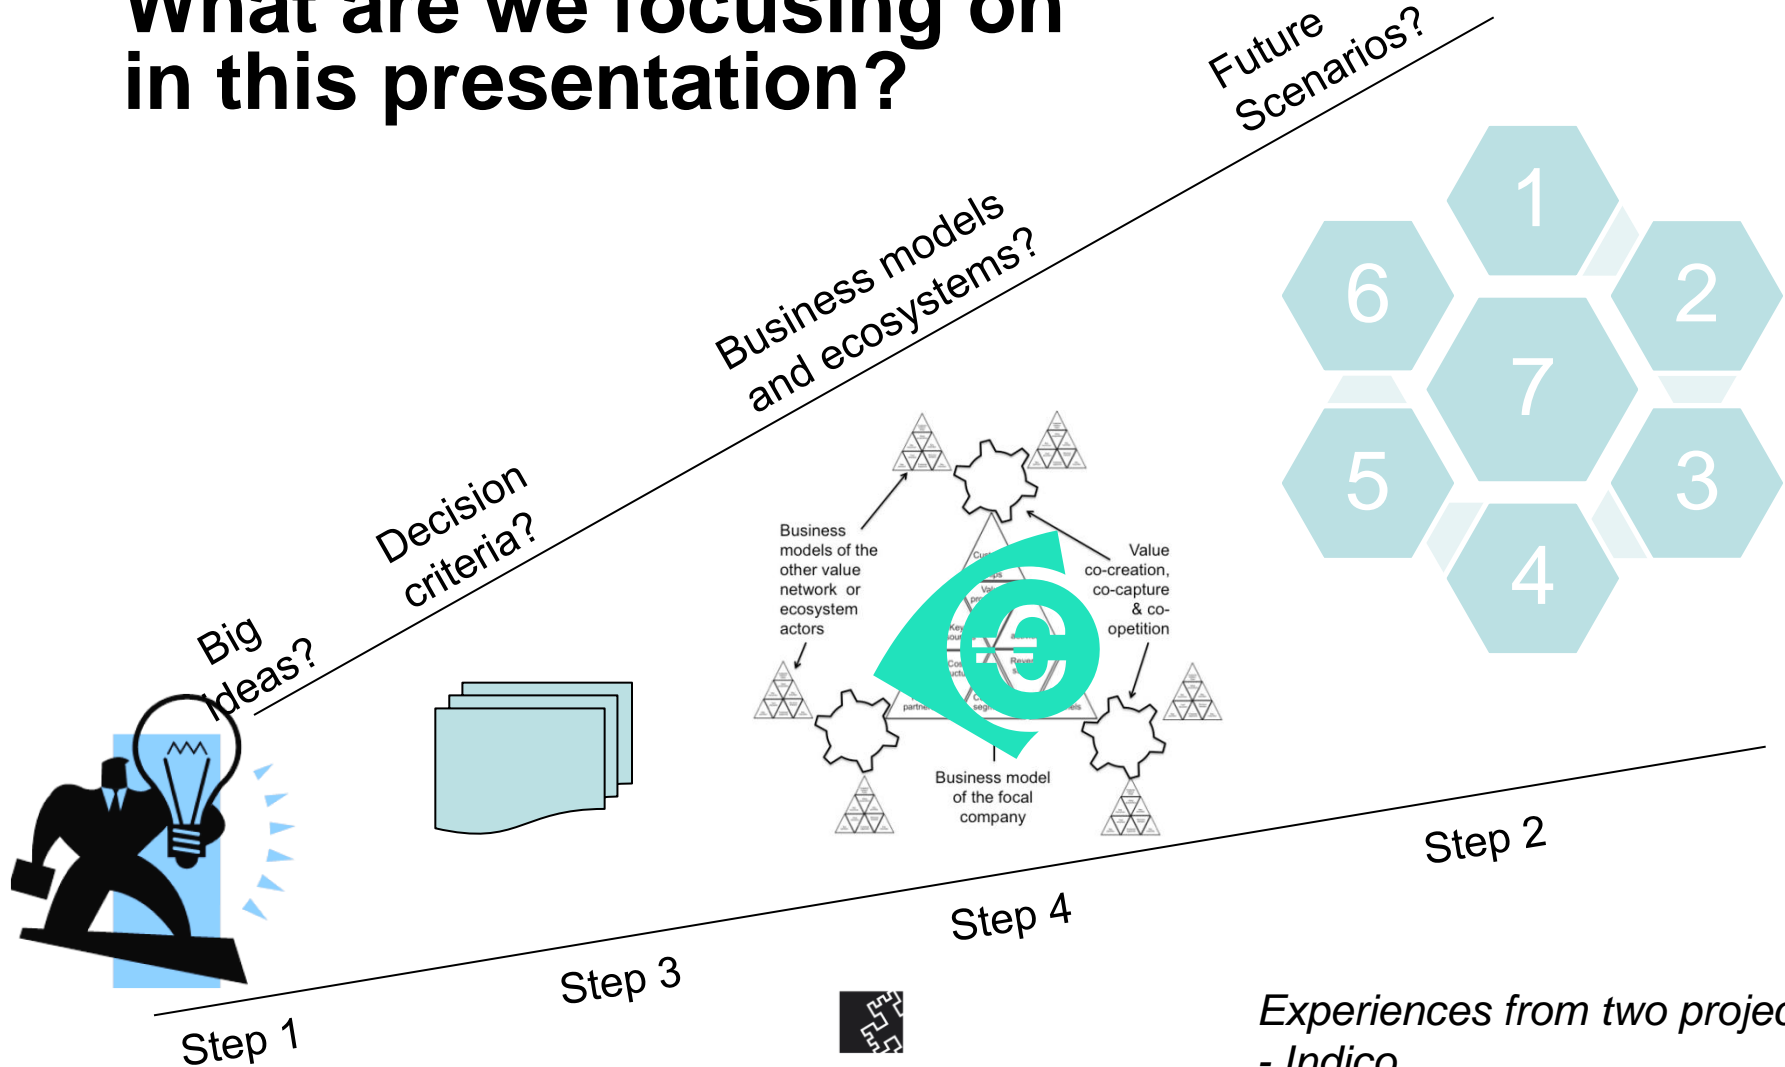 What are we focusing on
in this presentation?
Future
Scenarios?
Business models
and ecosystems?
Decision
criteria?
Big
Ideas?
1
2
3
4
5
6
7
Business
models of the
other value
network or
ecosystem
actors
Value
co-creation,
co-capture
& co-
opetition
Business model
of the focal
company
Step 1
Step 3
Step 4
Step 2
Experiences from two
- Indico